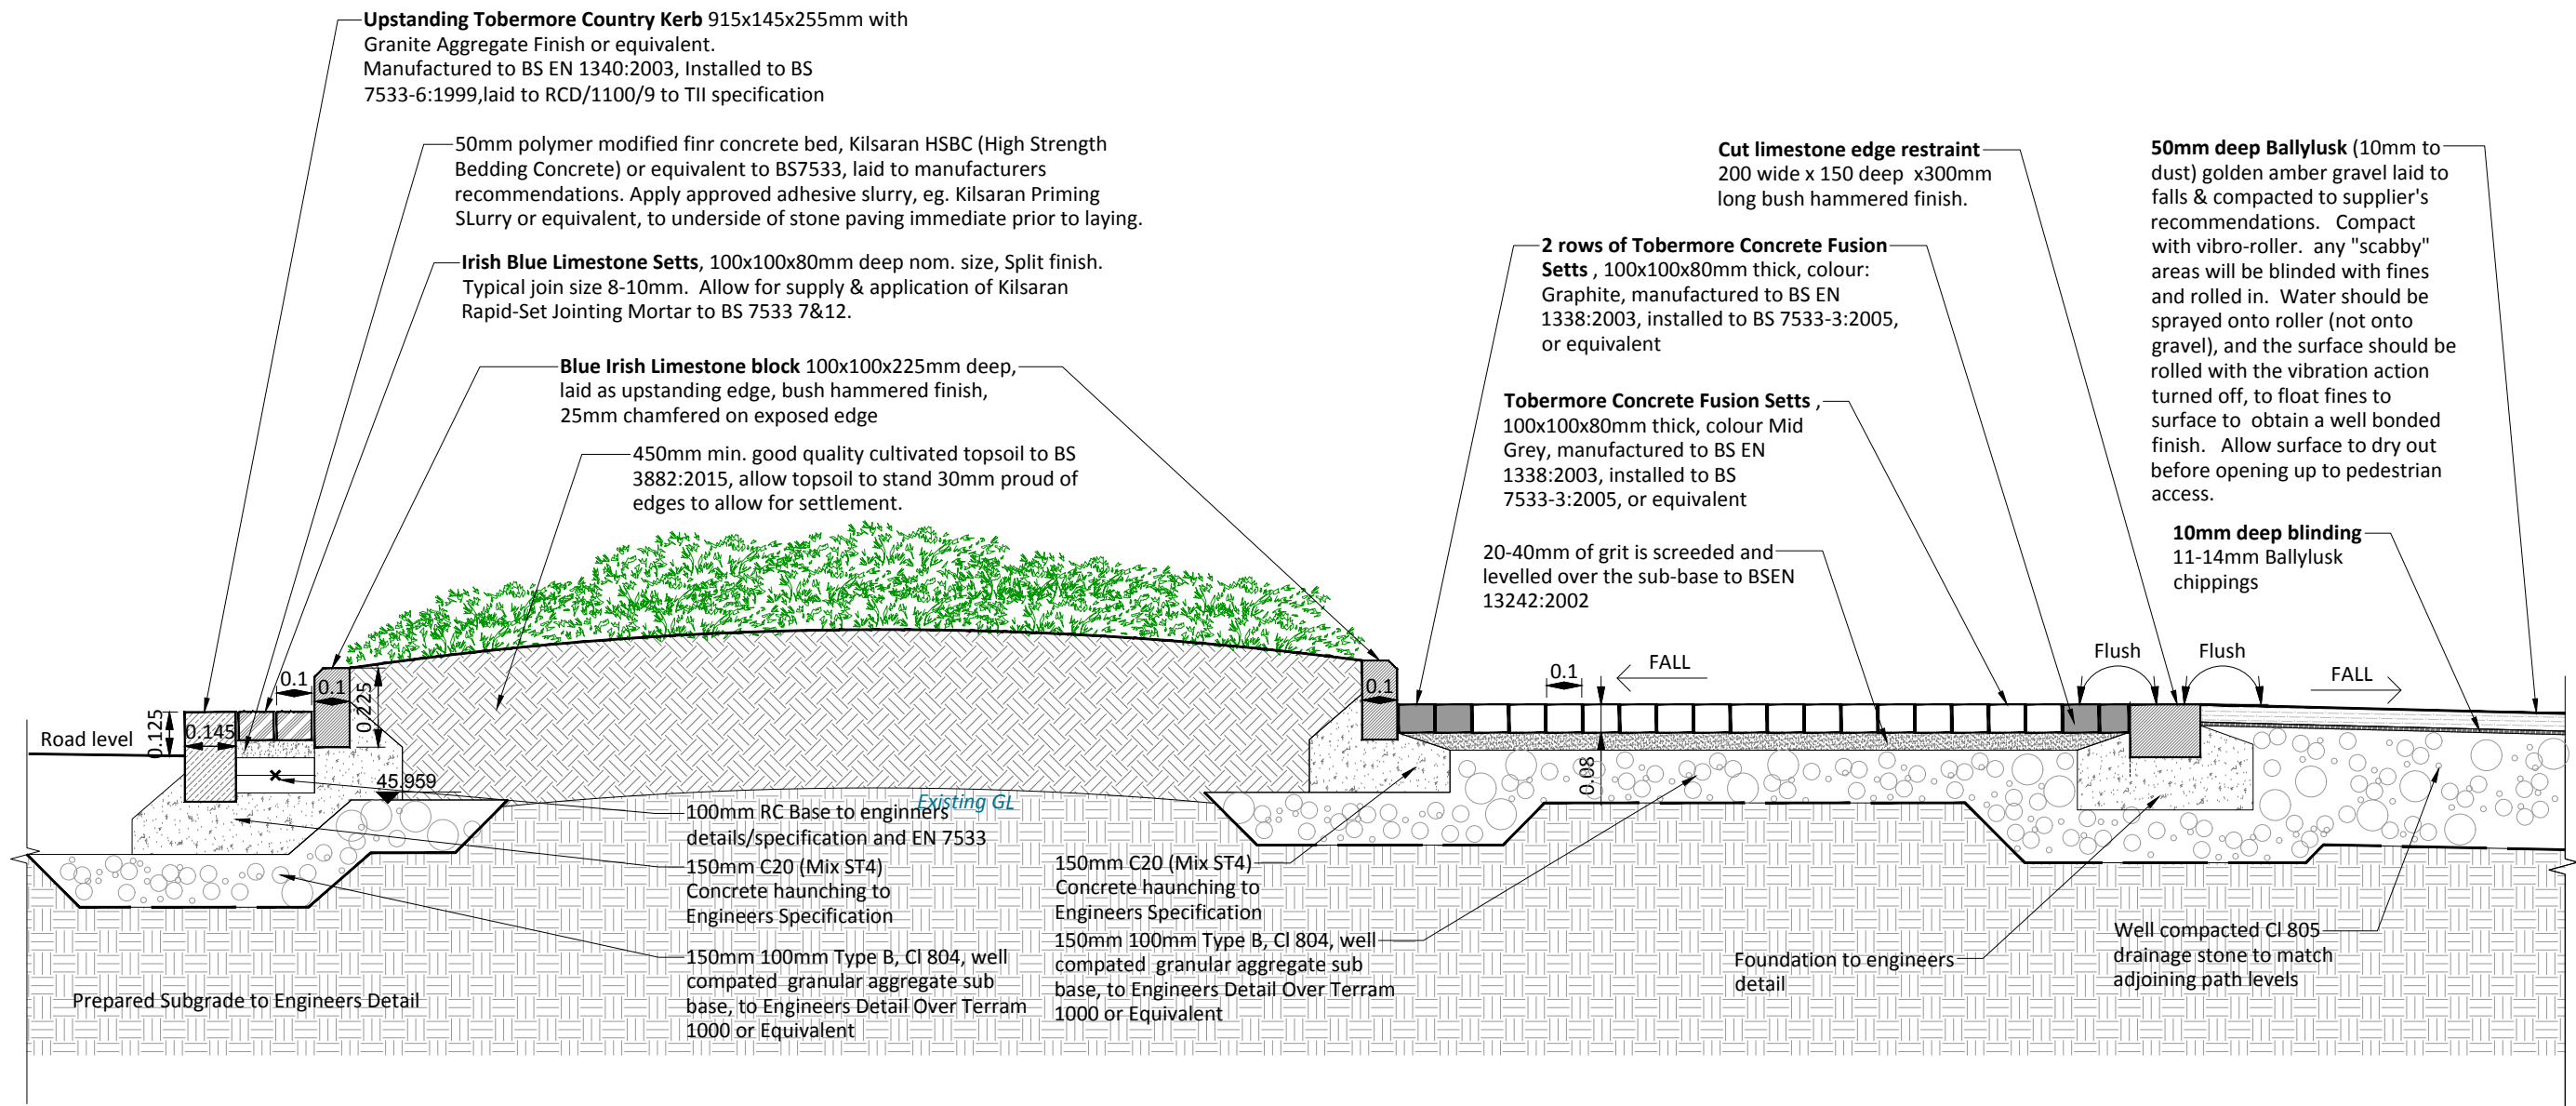 Upstanding Tobermore Country Kerb 915x145x255mm with
Granite Aggregate Finish or equivalent.
Manufactured to BS EN 1340:2003, Installed to BS
7533-6:1999,laid to RCD/1100/9 to TII specification
50mm polymer modified finr concrete bed, Kilsaran HSBC (High Strength
Bedding Concrete) or equivalent to BS7533, laid to manufacturers
recommendations. Apply approved adhesive slurry, eg. Kilsaran Priming
SLurry or equivalent, to underside of stone paving immediate prior to laying.
Irish Blue Limestone Setts, 100x100x80mm deep nom. size, Split finish.
Typical join size 8-10mm. Allow for supply & application of Kilsaran
Rapid-Set Jointing Mortar to BS 7533 7&12.
Blue Irish Limestone block 100x100x225mm deep,
laid as upstanding edge, bush hammered finish,
25mm chamfered on exposed edge
450mm min. good quality cultivated topsoil to BS
3882:2015, allow topsoil to stand 30mm proud of
edges to allow for settlement.
Cut limestone edge restraint
200 wide x 150 deep x300mm
long bush hammered finish.
2 rows of Tobermore Concrete Fusion
Setts , 100x100x80mm thick, colour:
Graphite, manufactured to BS EN
1338:2003, installed to BS 7533-3:2005,
or equivalent
Tobermore Concrete Fusion Setts ,
100x100x80mm thick, colour Mid
Grey, manufactured to BS EN
1338:2003, installed to BS
7533-3:2005, or equivalent
20-40mm of grit is screeded and
levelled over the sub-base to BSEN
13242:2002
50mm deep Ballylusk (10mm to
dust) golden amber gravel laid to
falls & compacted to supplier's
recommendations. Compact
with vibro-roller. any "scabby"
areas will be blinded with fines
and rolled in. Water should be
sprayed onto roller (not onto
gravel), and the surface should be
rolled with the vibration action
turned off, to float fines to
surface to obtain a well bonded
finish. Allow surface to dry out
before opening up to pedestrian
access.
10mm deep blinding
11-14mm Ballylusk
chippings
Road level
0.125
0.145
0.1
0.1
0.225
45.959
Existing GL
0.1
0.1
FALL
0.08
Flush
Flush
FALL
100mm RC Base to enginners
details/specification and EN 7533
150mm C20 (Mix ST4)
Concrete haunching to
Engineers Specification
150mm 100mm Type B, Cl 804, well
compated granular aggregate sub
base, to Engineers Detail Over Terram
1000 or Equivalent
150mm C20 (Mix ST4)
Concrete haunching to
Engineers Specification
150mm 100mm Type B, Cl 804, well
compated granular aggregate sub
base, to Engineers Detail Over Terram
1000 or Equivalent
Foundation to engineers
detail
Well compacted Cl 805
drainage stone to match
adjoining path levels
Prepared Subgrade to Engineers Detail